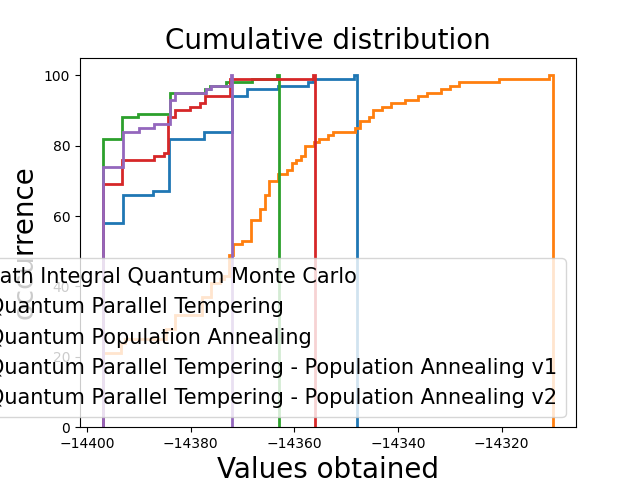 Cumulative distribution
100
80
60
40
20
0
occurrence
ath Integral Quantum Monte Carlo
Quantum Parallel Tempering
Quantum Population Annealing
Quantum Parallel Tempering - Population Annealing v1
Quantum Parallel Tempering - Population Annealing v2
−14400
−14380
−14360
−14340
−14320
Values obtained